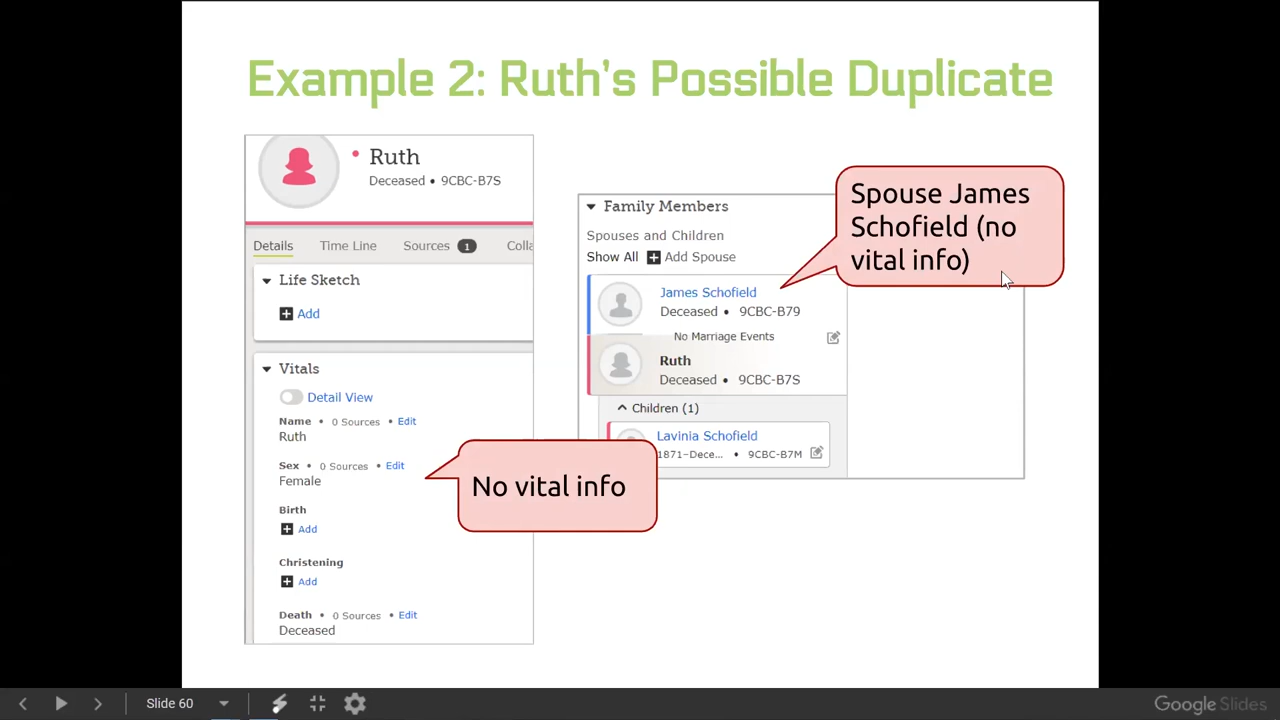 Example 2: Ruth's Possible Duplicate
Ruth
Deceased • 9CBC-B7S
Details Time Line Sources 1 Colla
Life Sketch
Add
Vitals
Detail View
Name • 0 Sources • Edit
Ruth
Sex • 0 Sources • Edit
Female
Birth
Add
Christening
Add
Death • 0 Sources • Edit
Deceased
No vital info
Family Members
Spouses and Children
Show All Add Spouse
James Schofield
Deceased • 9CBC-B79
No Marriage Events
Ruth
Deceased • 9CBC-B7S
Children (1)
Lavinia Schofield
1871–Dece... • 9CBC-B7M
Spouse James
Schofield (no
vital info)
Slide 60
Google Slides